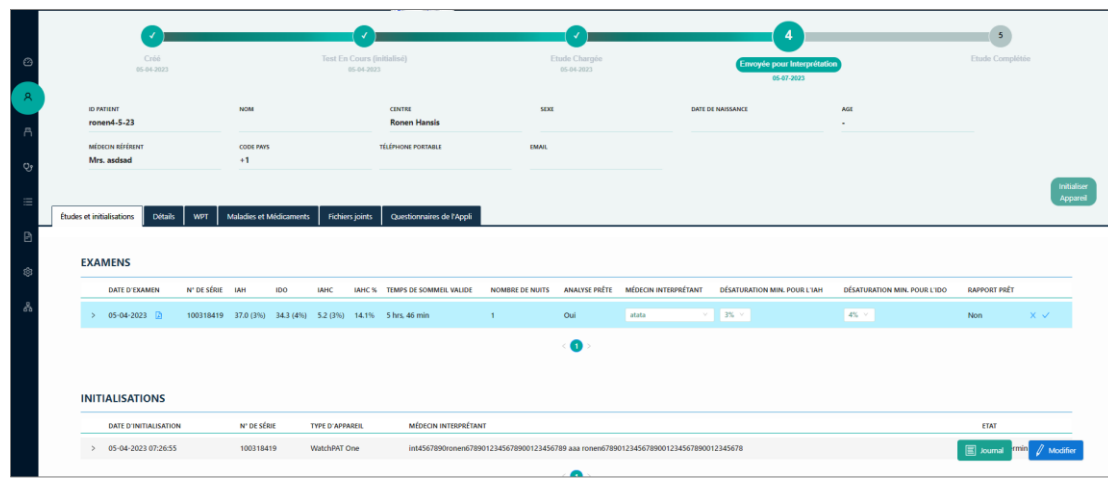 4
5
Créé
Test En Cours (initialisé)
Etude Chargée
Envoyée pour Interprétation
Etude Complétée
05-04-2023
05-04-2023
05-04-2023
05-07-2023
ID PATIENT NOM CENTRE SEXE DATE DE NAISSANCE AGE
ronen4-5-23 Ronen Hansis -
MÉDECIN RÉFÉRENT CODE PAYS TÉLÉPHONE PORTABLE EMAIL
Mrs. asdsad +1
Initialiser
Appareil
Études et initialisations Détails WPT Maladies et Médicaments Fichiers joints Questionnaires de l'Appli
EXAMENS
DATE D'EXAMEN N° DE SÉRIE IAH IDO IAHC IAHC % TEMPS DE SOMMEIL VALIDE NOMBRE DE NUITS ANALYSE PRÊTE MÉDECIN INTERPRÉTANT DÉSATURATION MIN. POUR L'IAH DÉSATURATION MIN. POUR L'IDO RAPPORT PRÊT
> 05-04-2023 100318419 37.0 (3%) 34.3 (4%) 5.2 (3%) 14.1% 5 hrs. 46 min 1 Oui atata 3% 4% Non
< 1 >
INITIALISATIONS
DATE D'INITIALISATION N° DE SÉRIE TYPE D'APPAREIL MÉDECIN INTERPRÉTANT ETAT
> 05-04-2023 07:26:55 100318419 WatchPAT One int4567890ronen6789012345678900123456789 aaa ronen67890123456789001234567890012345678 Journal rmin Modifier